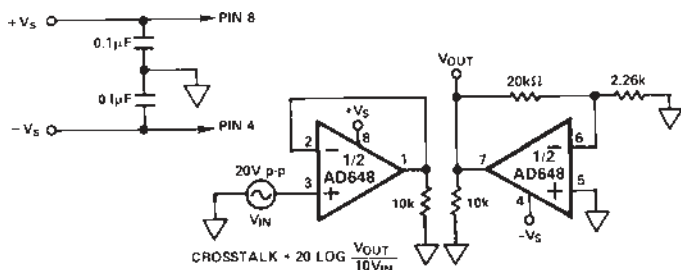 +VS PIN 8
0.1µF
0.1µF
−VS PIN 4
VOUT
20kΩ 2.26k
+VS
2 − 8 1/2 AD648 1
3 +
20V p-p
VIN
10k
7 10k
6 − 1/2 AD648
5 +
4
−VS
CROSSTALK + 20 LOG VOUT
10VIN